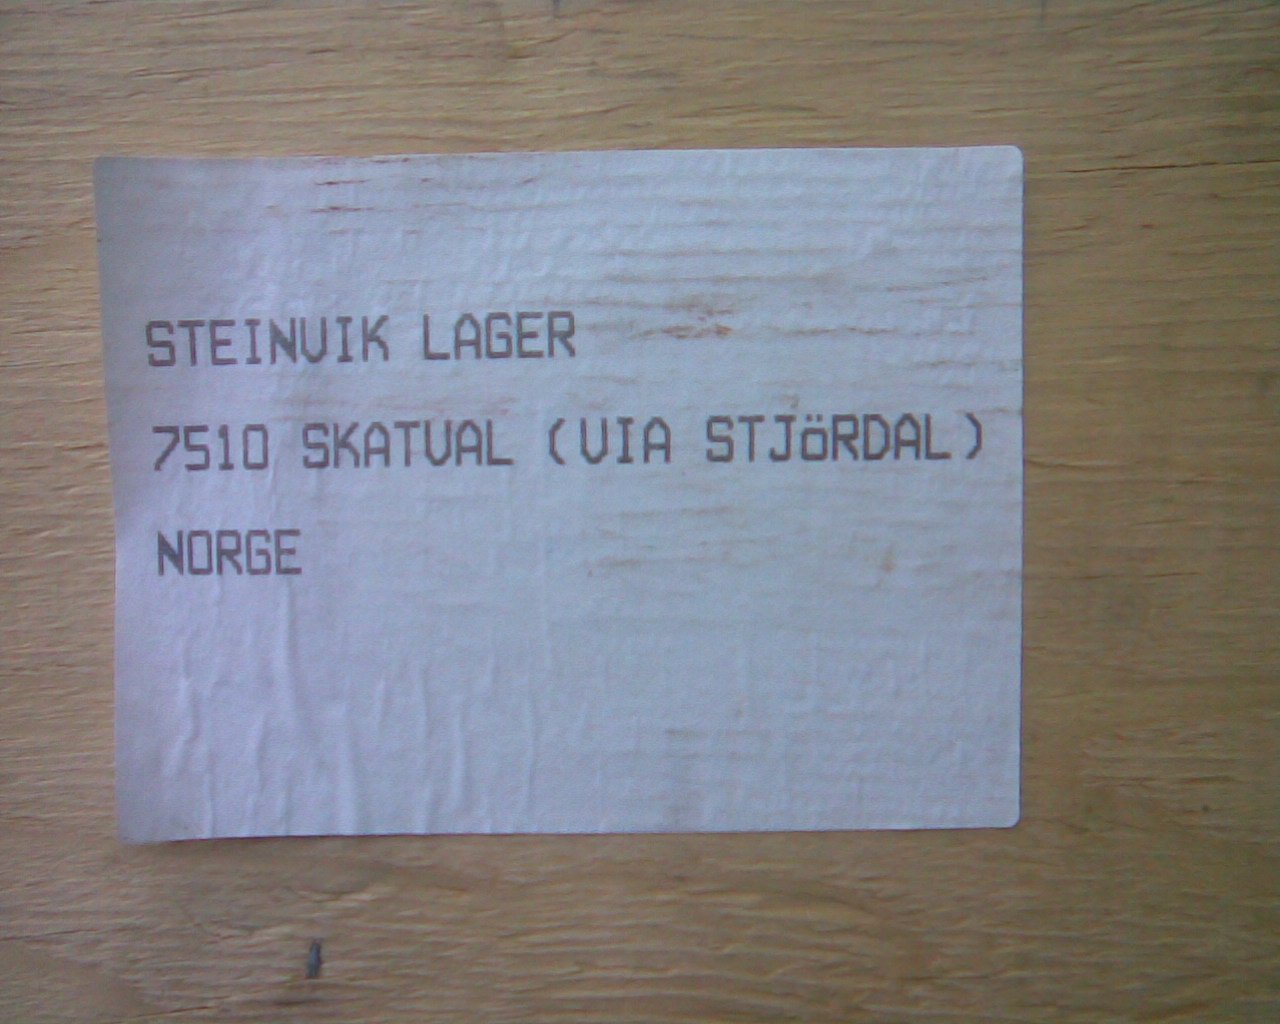 STEINVIK LAGER
7510 SKATVAL (VIA STJöRDAL)
NORGE